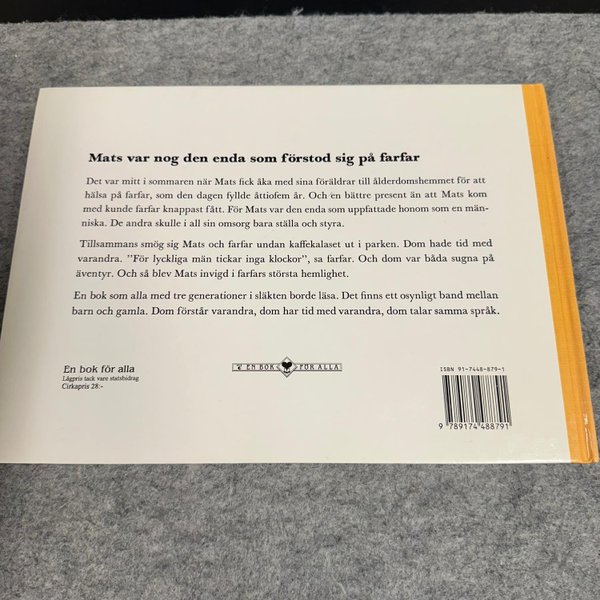 Mats var nog den enda som förstod sig på farfar
Det var mitt i sommaren när Mats fick åka med sina föräldrar till ålderdomshemmet för att
hälsa på farfar, som den dagen fyllde åttiofem år. Och en bättre present än att Mats kom
med kunde farfar knappast fått. För Mats var den enda som uppfattade honom som en män-
niska. De andra skulle i all sin omsorg bara ställa och styra.
Tillsammans smög sig Mats och farfar undan kaffekalaset ut i parken. Dom hade tid med
varandra. ”För lyckliga män tickar inga klockor”, sa farfar. Och dom var båda sugna på
äventyr. Och så blev Mats invigd i farfars största hemlighet.
En bok som alla med tre generationer i släkten borde läsa. Det finns ett osynligt band mellan
barn och gamla. Dom förstår varandra, dom har tid med varandra, dom talar samma språk.
En bok för alla
Lågpris tack vare statsbidrag
Cirkapris 28:-
EN BOK FÖR ALLA
ISBN 91-7448-879-1
9 789174 488791